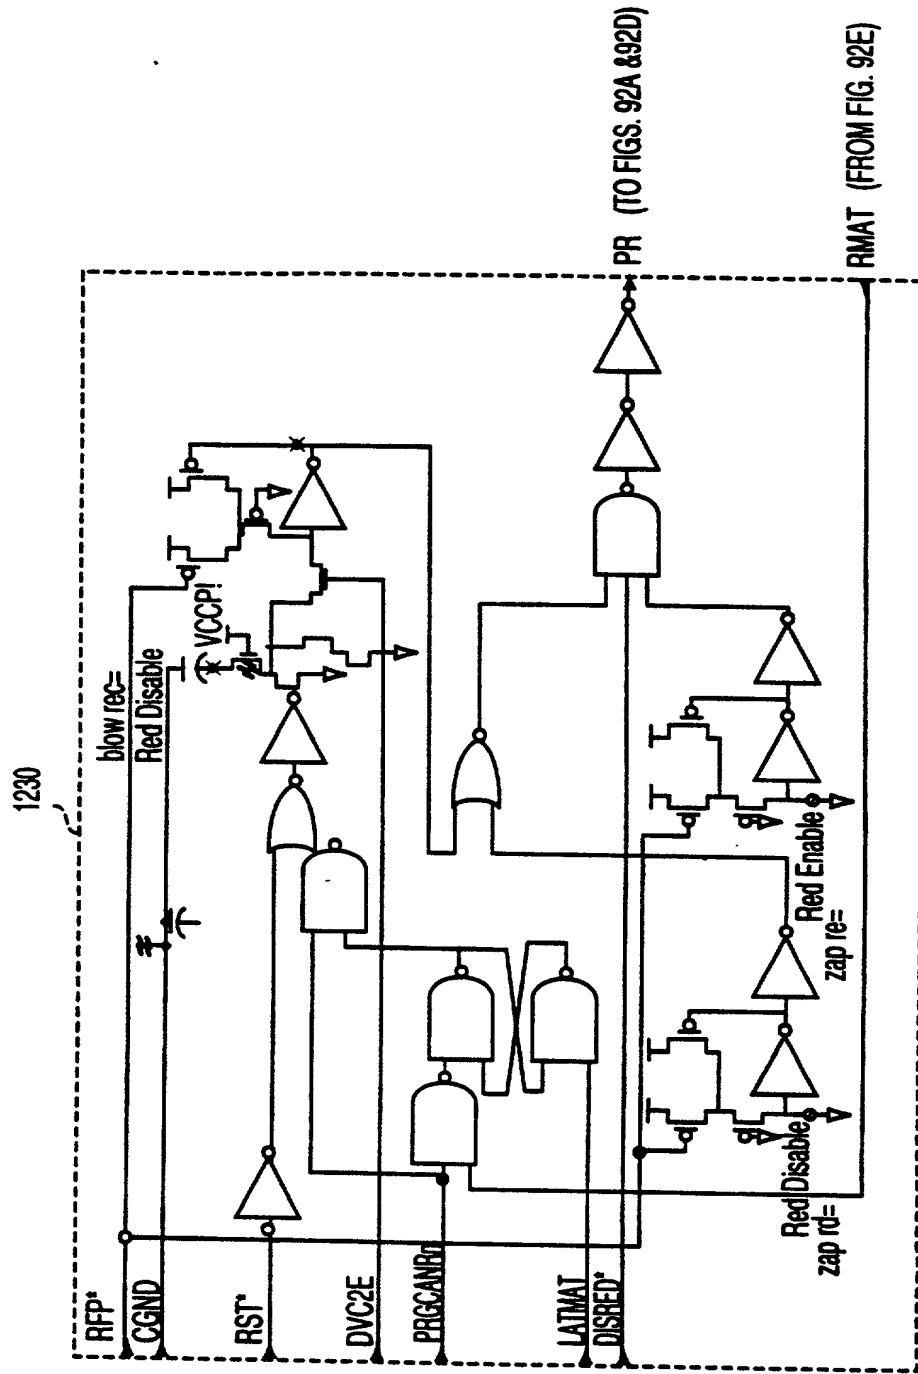 1230
RFP*
CGND
blow rec=
Red Disable
VCCP!
RST*
DVC2E
PRGCANRn
LATMAT
DISRED*
Red Disable
zap rd=
Red Enable
zap re=
PR (TO FIGS. 92A &92D)
RMAT (FROM FIG. 92E)